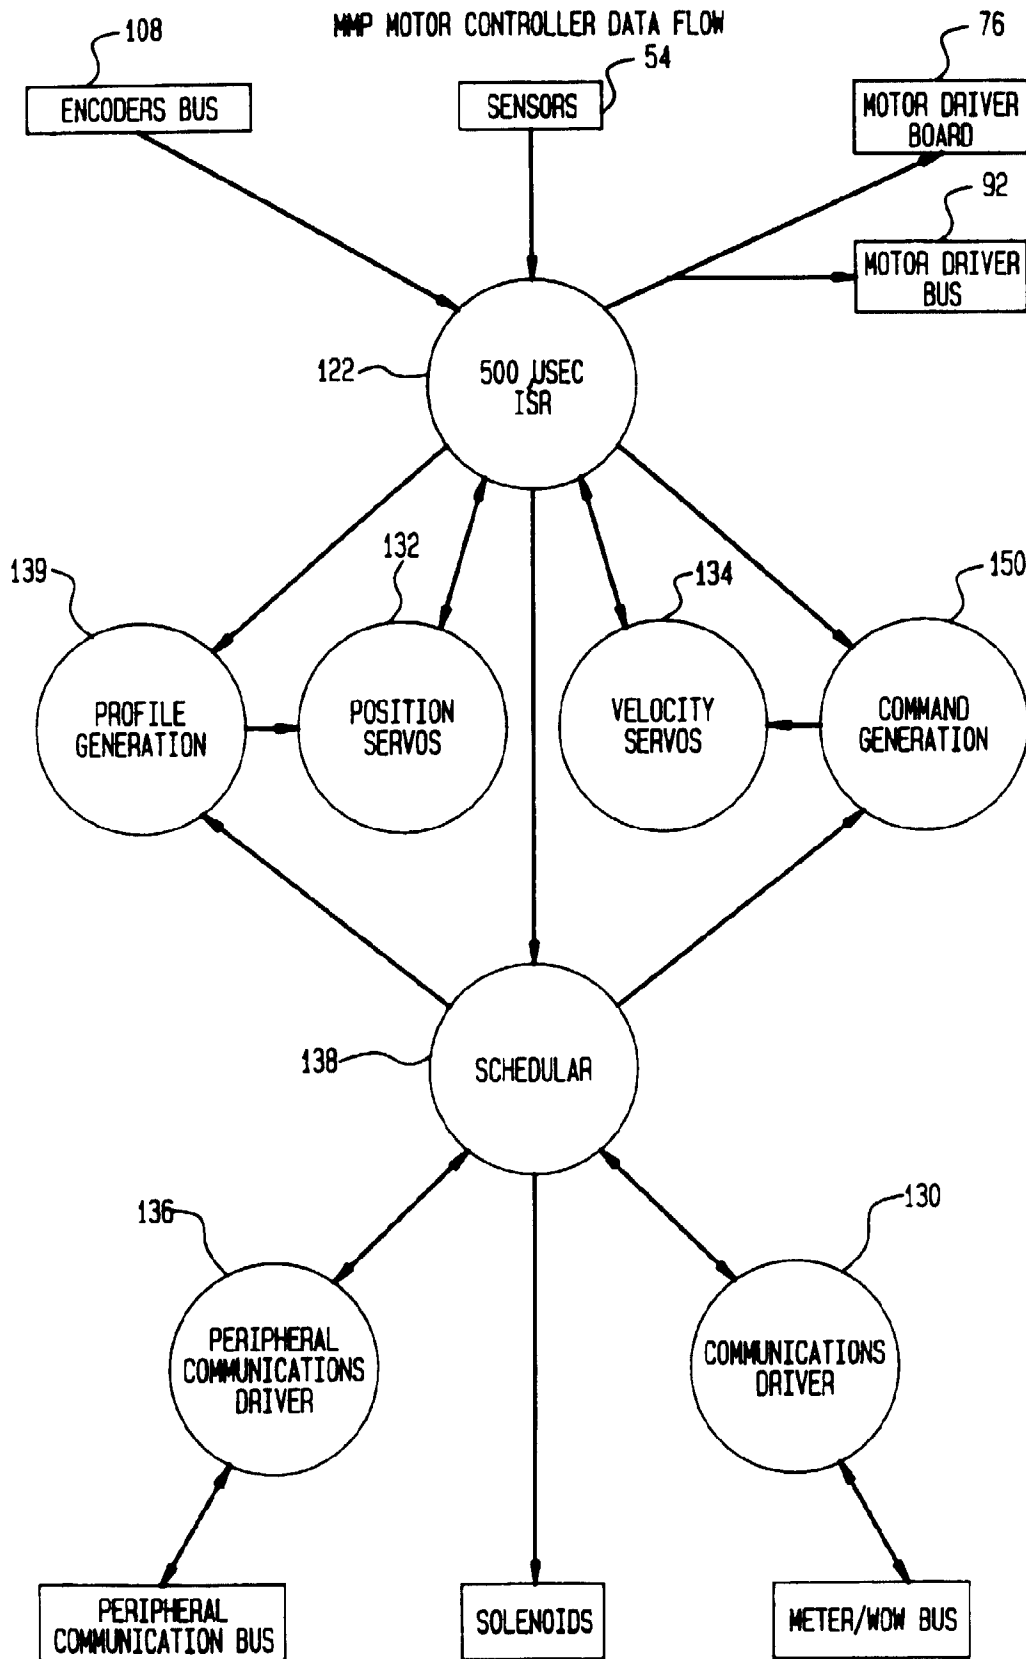 MMP MOTOR CONTROLLER DATA FLOW
108
54
76
ENCODERS BUS
SENSORS
MOTOR DRIVER
BOARD
92
MOTOR DRIVER
BUS
122
500 USEC
ISR
139
132
134
150
PROFILE
GENERATION
POSITION
SERVOS
VELOCITY
SERVOS
COMMAND
GENERATION
138
SCHEDULAR
136
130
PERIPHERAL
COMMUNICATIONS
DRIVER
COMMUNICATIONS
DRIVER
PERIPHERAL
COMMUNICATION BUS
SOLENOIDS
METER/WOW BUS